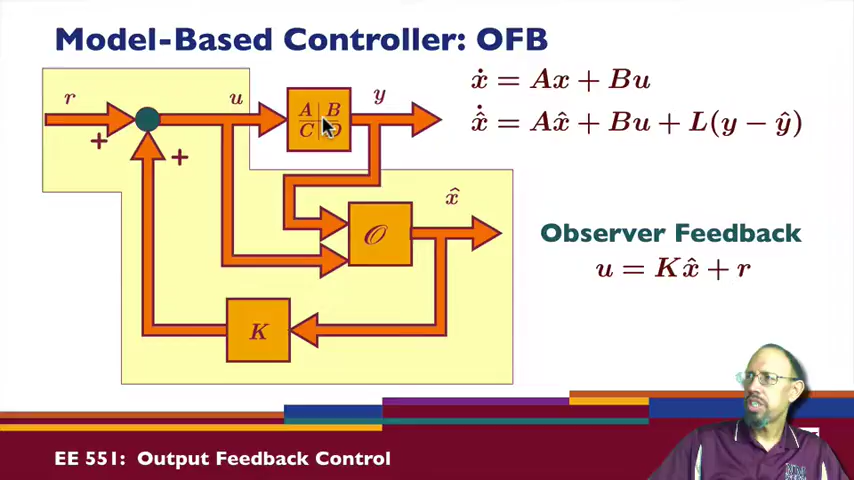 Model-Based Controller: OFB
r
u
y
A B
C D
ẋ = Ax + Bu
x̂̇ = Ax̂ + Bu + L(y − ŷ)
+
+
x̂
𝒪
Observer Feedback
u = Kx̂ + r
K
EE 551: Output Feedback Control